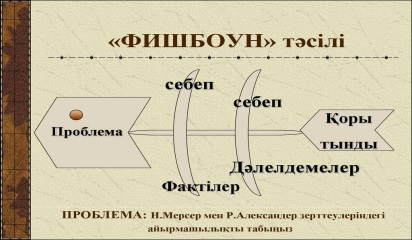 «ФИШБОУН» тәсілі
себеп
себеп
Проблема
Қоры
тынды
Дәлелдемелер
Фактілер
ПРОБЛЕМА: Н.Мерсер мен Р.Александер зерттеулеріндегі
айырмашылықты табыңыз